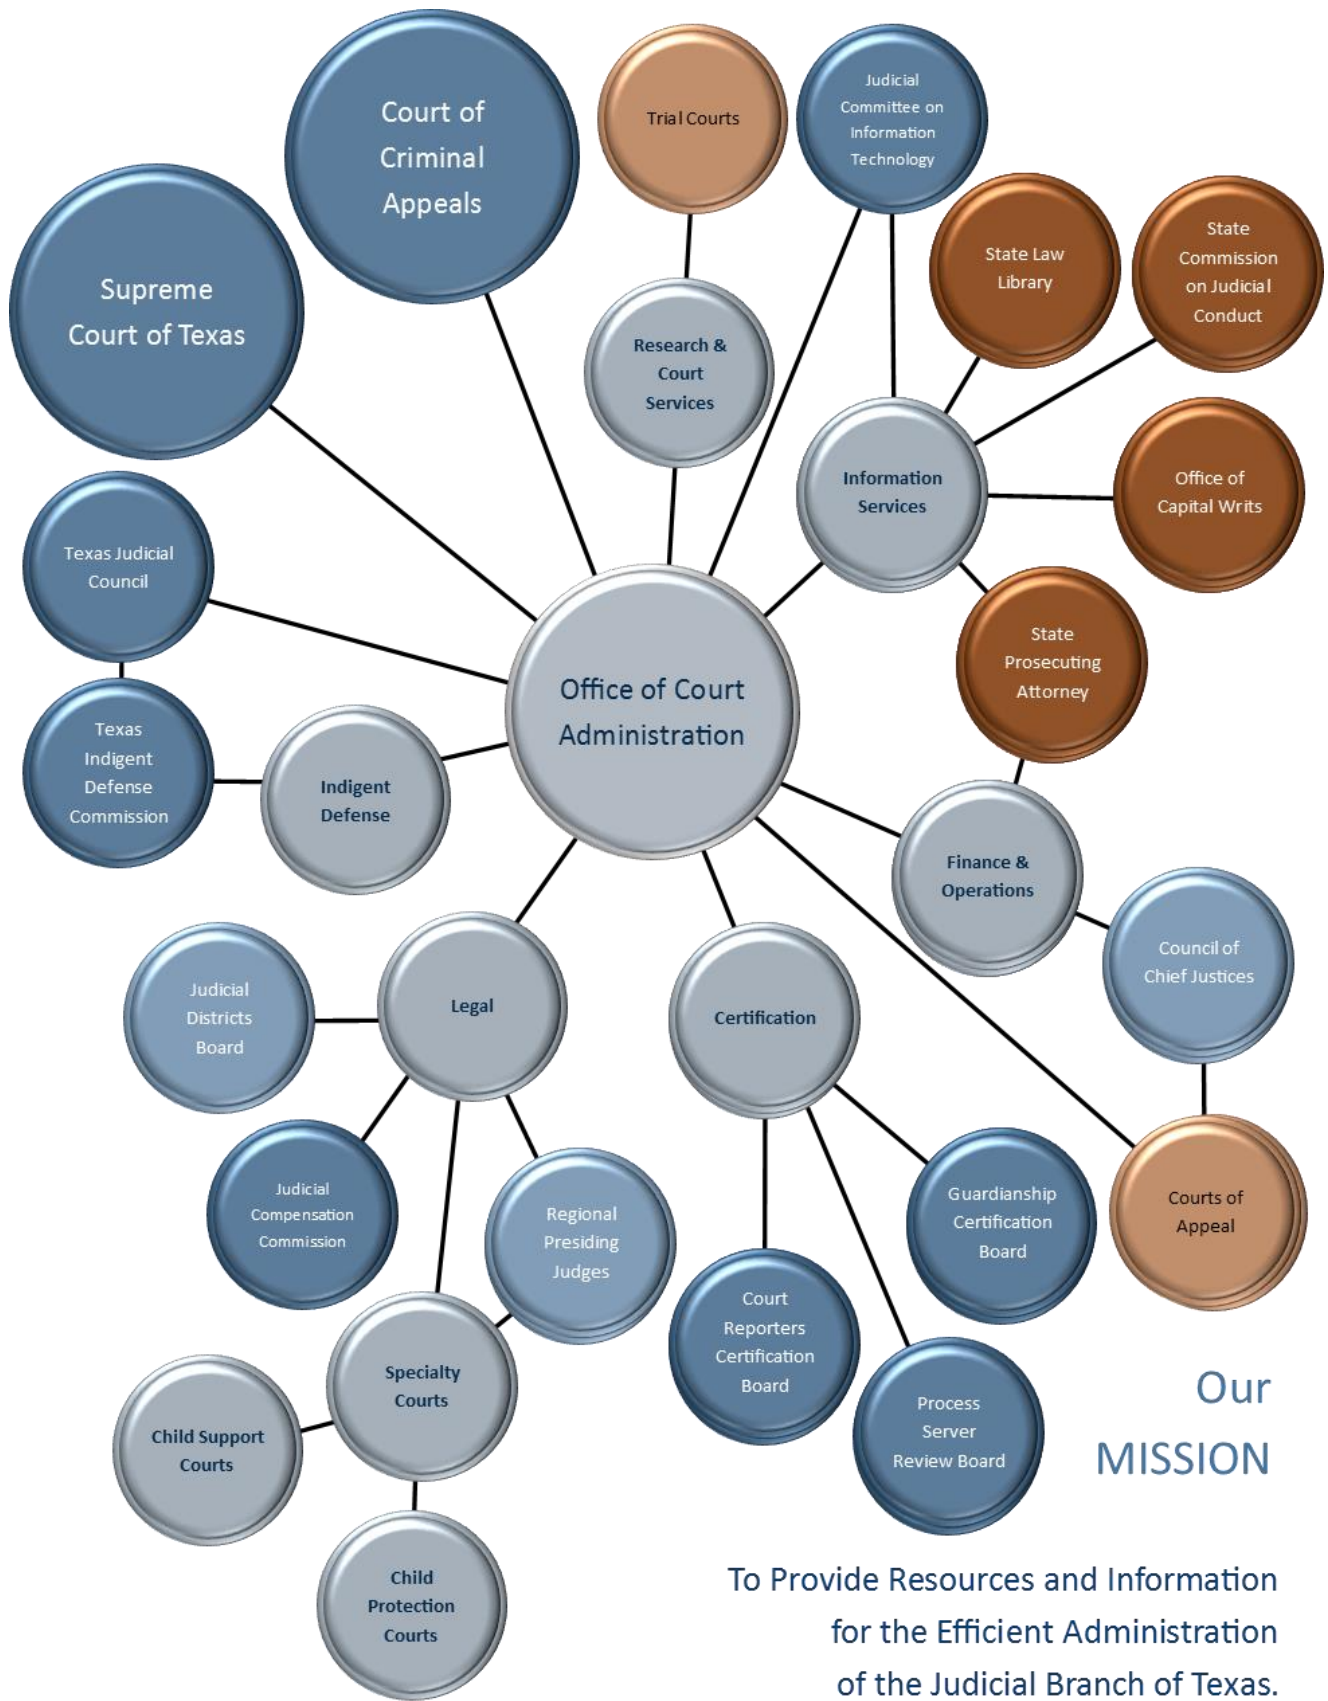 Court of
Criminal
Appeals
Trial Courts
Judicial
Committee on
Information
Technology
Supreme
Court of Texas
State Law
Library
State
Commission
on Judicial
Conduct
Research &
Court
Services
Information
Services
Office of
Capital Writs
Texas Judicial
Council
State
Prosecuting
Attorney
Office of Court
Administration
Texas
Indigent
Defense
Commission
Indigent
Defense
Finance &
Operations
Council of
Chief Justices
Judicial
Districts
Board
Legal
Certification
Judicial
Compensation
Commission
Regional
Presiding
Judges
Guardianship
Certification
Board
Courts of
Appeal
Court
Reporters
Certification
Board
Specialty
Courts
Process
Server
Review Board
Child Support
Courts
Child
Protection
Courts
Our
MISSION
To Provide Resources and Information
for the Efficient Administration
of the Judicial Branch of Texas.